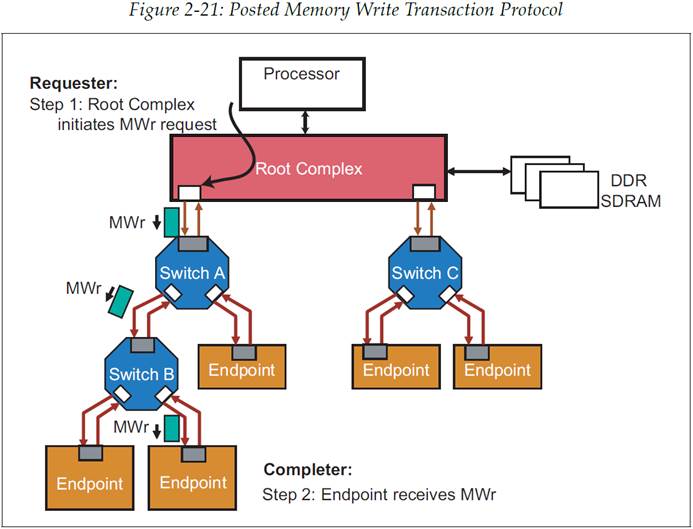 Figure 2-21: Posted Memory Write Transaction Protocol
Processor
Requester:
Step 1: Root Complex
initiates MWr request
Root Complex
DDR
SDRAM
MWr
Switch A
Switch C
MWr
Switch B
Endpoint
Endpoint
Endpoint
MWr
Endpoint
Endpoint
Completer:
Step 2: Endpoint receives MWr